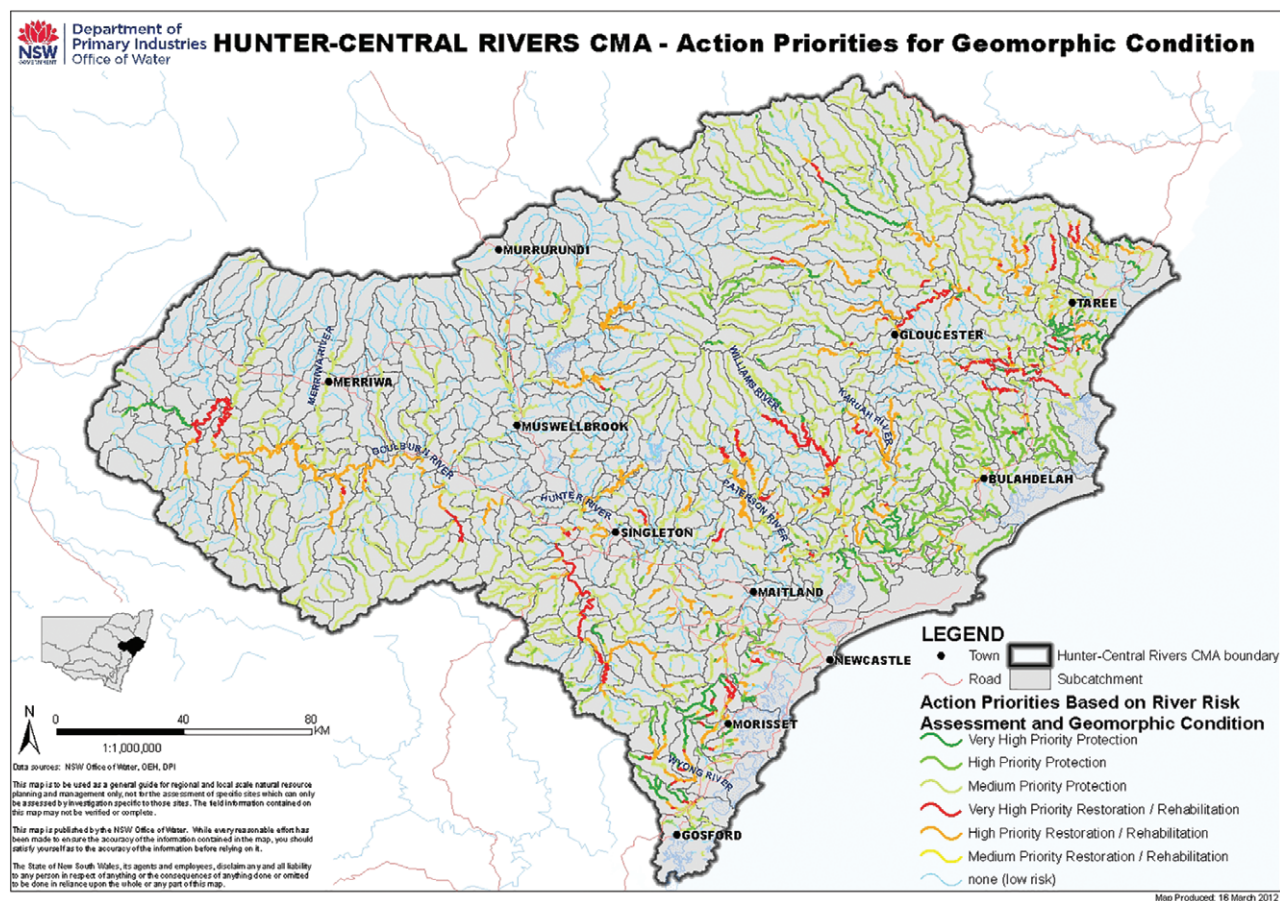 NSW
GOVERNMENT
Department of
Primary Industries
Office of Water
HUNTER-CENTRAL RIVERS CMA - Action Priorities for Geomorphic Condition
MURRURUNDI
TAREE
GLOUCESTER
MERRIWA RIVER
MERRIWA
WILLIAMS RIVER
KARUAH RIVER
MUSWELLBROOK
GOULBURN RIVER
BULAHDELAH
HUNTER RIVER
PATERSON RIVER
SINGLETON
MAITLAND
NEWCASTLE
MORISSET
WYONG RIVER
GOSFORD
N
0 40 80
KM
1:1,000,000
Data sources: NSW Office of Water, OEH, DPI
This map is to be used as a general guide for regional and local scale natural resource
planning and management only, not for the assessment of specific sites which can only
be assessed by investigation specific to those sites. The field information contained on
this map may not be verified or complete.
This map is published by the NSW Office of Water. While every reasonable effort has
been made to ensure the accuracy of the information contained in the map, you should
satisfy yourself as to the accuracy of the information before relying on it.
The State of New South Wales, its agents and employees, disclaim any and all liability
to any person in respect of anything or the consequences of anything done or omitted
to be done in reliance upon the whole or any part of this map.
LEGEND
Town
Hunter-Central Rivers CMA boundary
Road
Subcatchment
Action Priorities Based on River Risk
Assessment and Geomorphic Condition
Very High Priority Protection
High Priority Protection
Medium Priority Protection
Very High Priority Restoration / Rehabilitation
High Priority Restoration / Rehabilitation
Medium Priority Restoration / Rehabilitation
none (low risk)
Map Produced: 16 March 2012